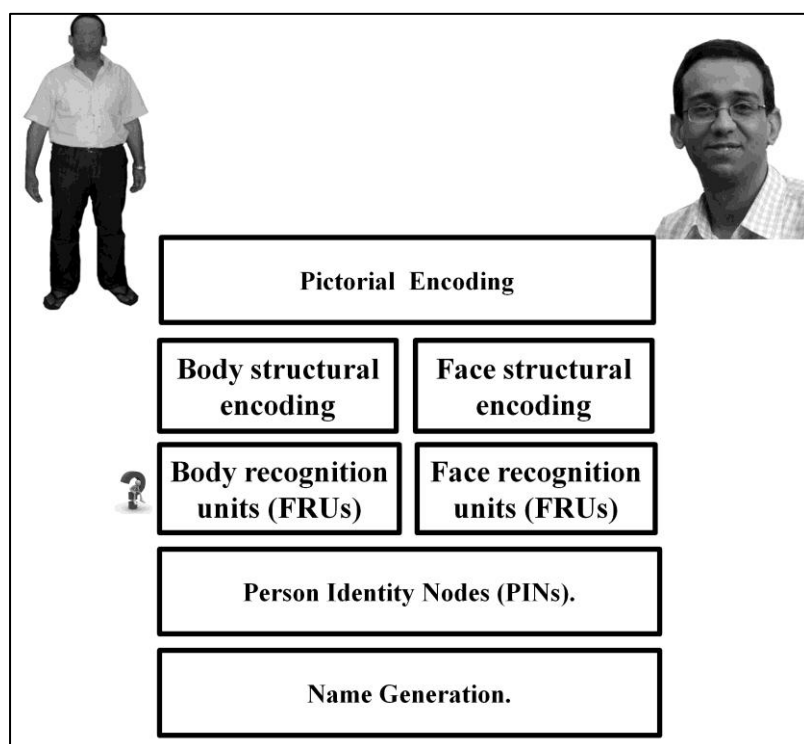 Pictorial Encoding
Body structural
encoding
Face structural
encoding
Body recognition
units (FRUs)
Face recognition
units (FRUs)
Person Identity Nodes (PINs).
Name Generation.